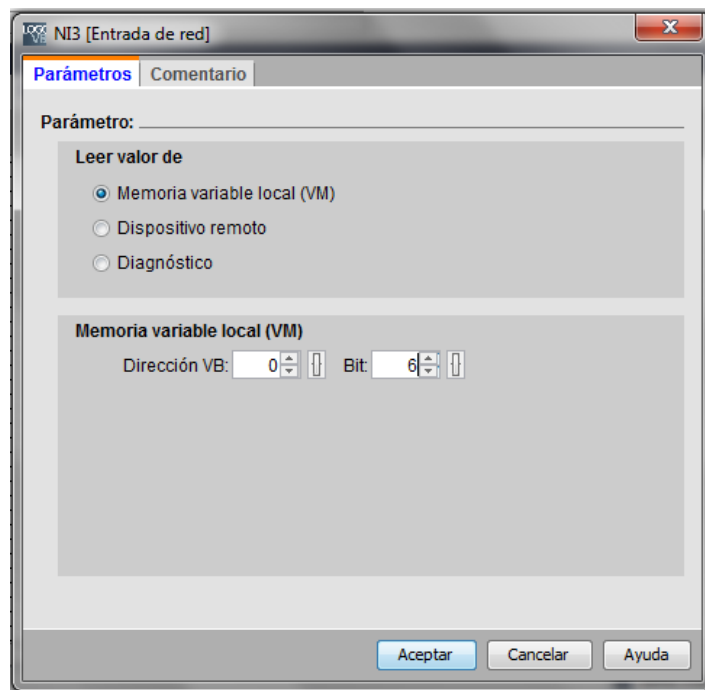 NI3 [Entrada de red]
Parámetros Comentario
Parámetro:
Leer valor de
Memoria variable local (VM)
Dispositivo remoto
Diagnóstico
Memoria variable local (VM)
Dirección VB: 0 Bit: 6
Aceptar Cancelar Ayuda